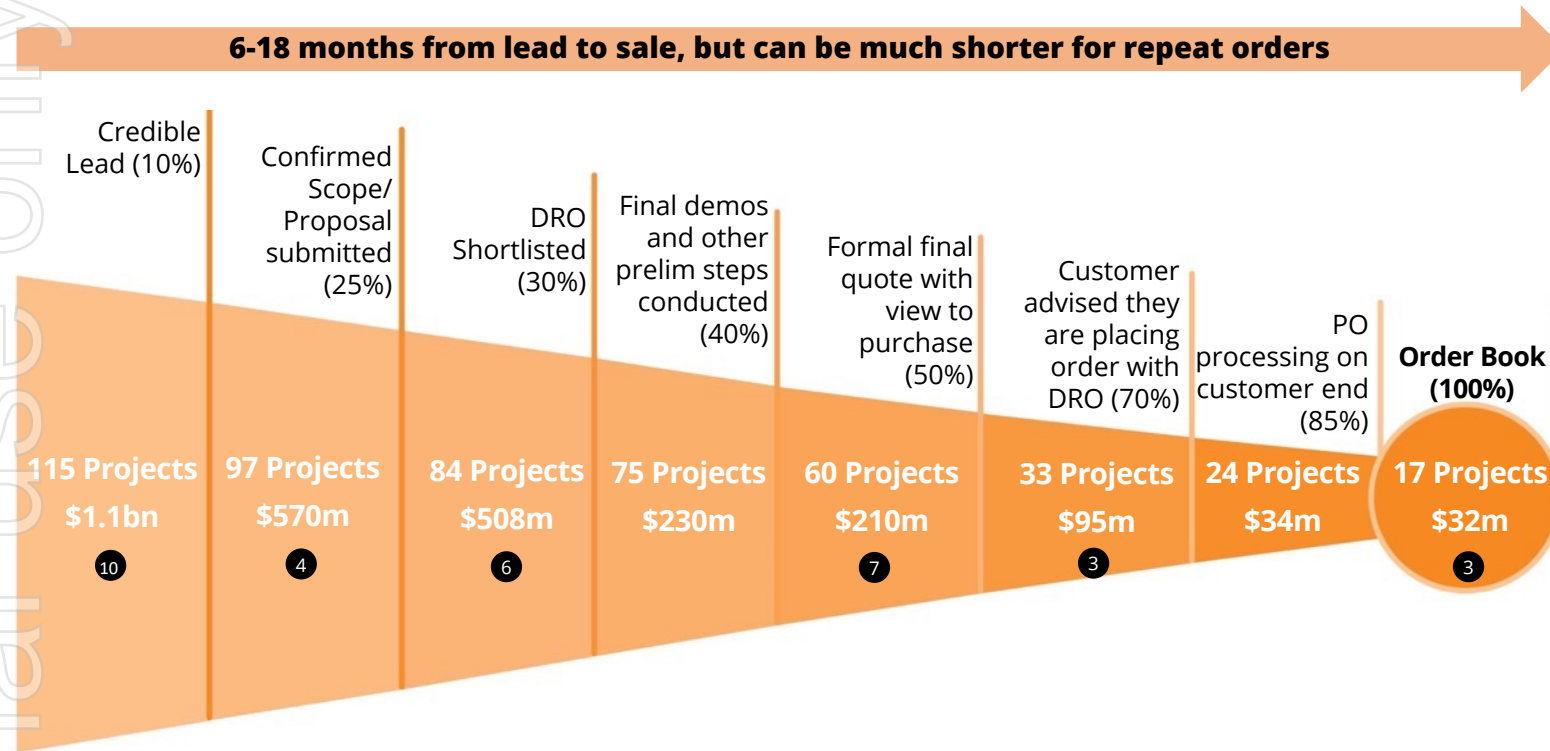 6-18 months from lead to sale, but can be much shorter for repeat orders
Credible
Lead (10%)
Confirmed
Scope/
Proposal
submitted
(25%)
DRO
Shortlisted
(30%)
Final demos
and other
prelim steps
conducted
(40%)
Formal final
quote with
view to
purchase
(50%)
Customer
advised they
are placing
order with
DRO (70%)
PO
processing on
customer end
(85%)
Order Book
(100%)
115 Projects
$1.1bn
10
97 Projects
$570m
4
84 Projects
$508m
6
75 Projects
$230m
60 Projects
$210m
7
33 Projects
$95m
3
24 Projects
$34m
17 Projects
$32m
3